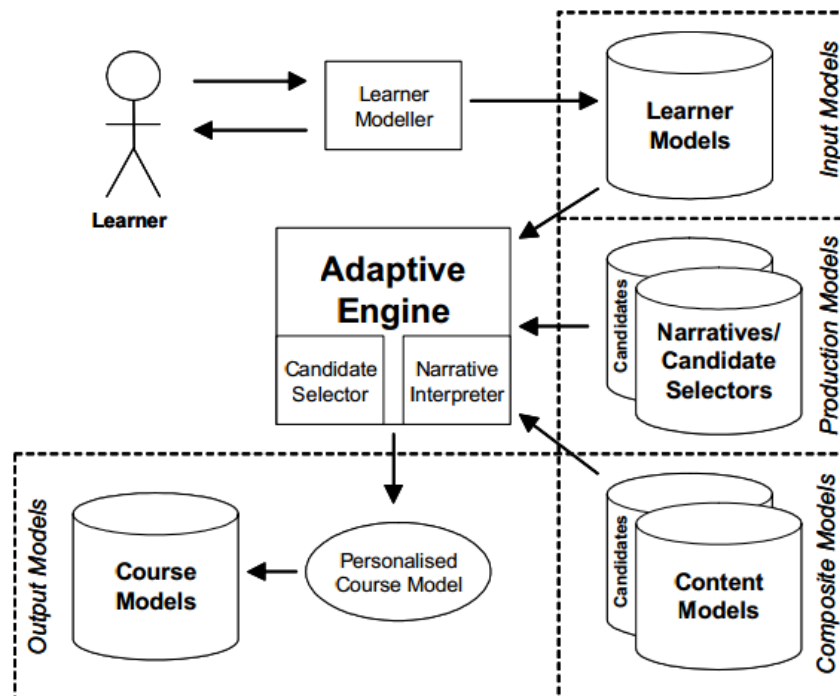 Learner
Modeller
Learner
Models
Input Models
Learner
Adaptive
Engine
Candidate
Selector
Narrative
Interpreter
Candidates
Narratives/
Candidate
Selectors
Production Models
Output Models
Course
Models
Personalised
Course Model
Candidates
Content
Models
Composite Models